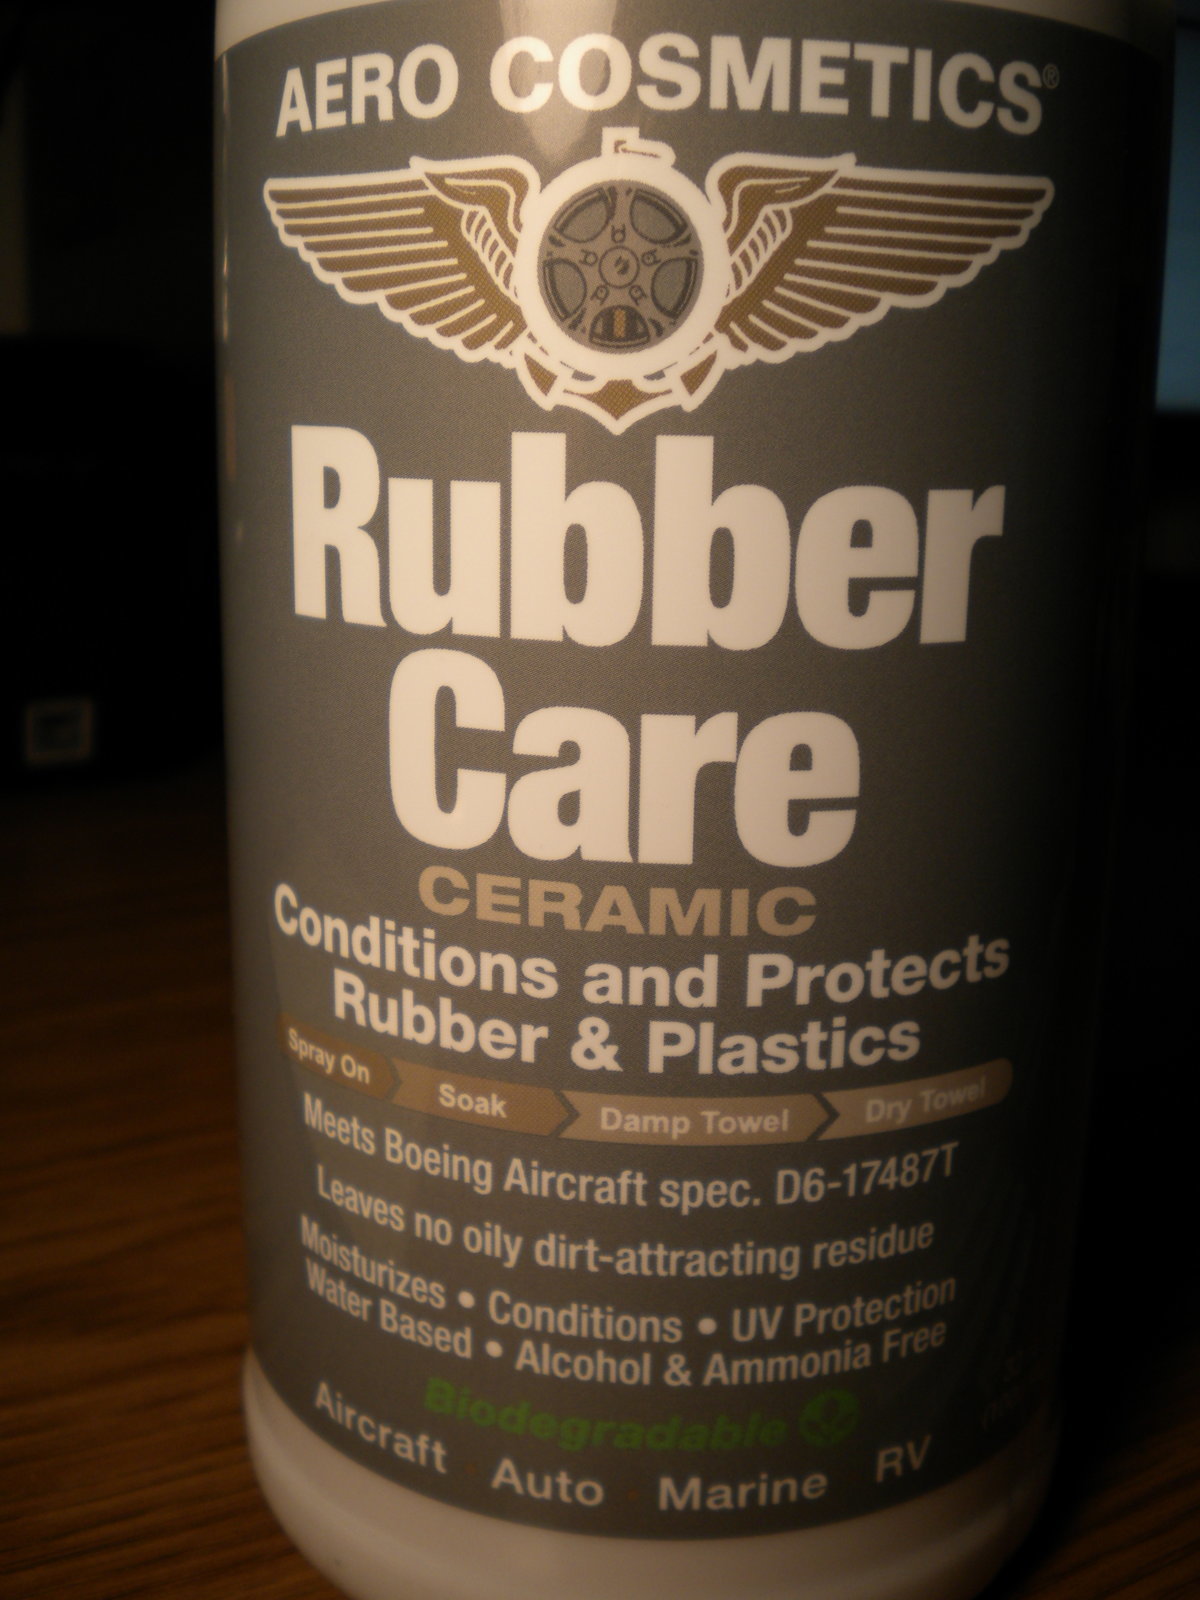 AERO COSMETICS®
Rubber
Care
CERAMIC
Conditions and Protects
Rubber & Plastics
Spray On Soak Damp Towel Dry Towel
Meets Boeing Aircraft spec. D6-17487T
Leaves no oily dirt-attracting residue
Moisturizes • Conditions • UV Protection
Water Based • Alcohol & Ammonia Free
Biodegradable
Aircraft Auto Marine RV